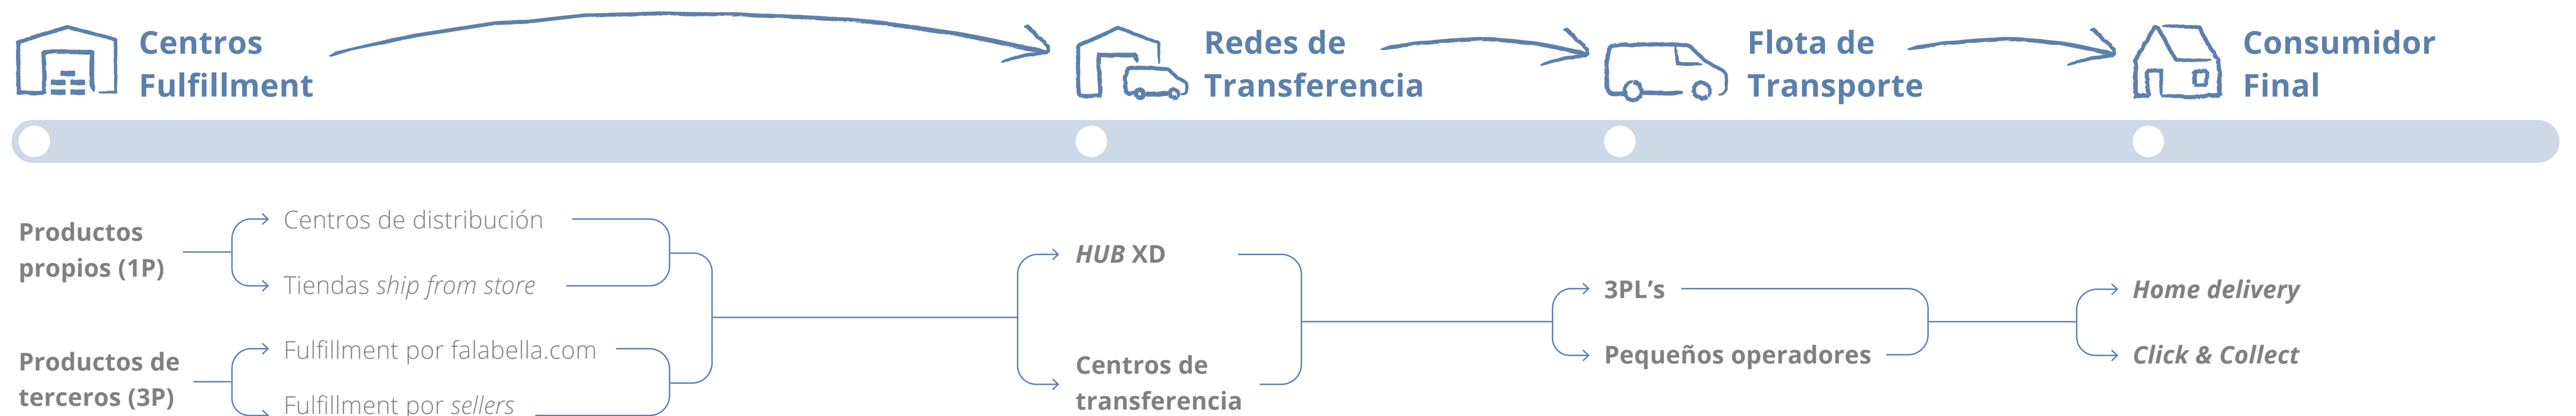 Centros
Fulfillment
Redes de
Transferencia
Flota de
Transporte
Consumidor
Final
Productos
propios (1P)
Centros de distribución
Tiendas ship from store
Productos de
terceros (3P)
Fulfillment por falabella.com
Fulfillment por sellers
HUB XD
Centros de
transferencia
3PL’s
Pequeños operadores
Home delivery
Click & Collect